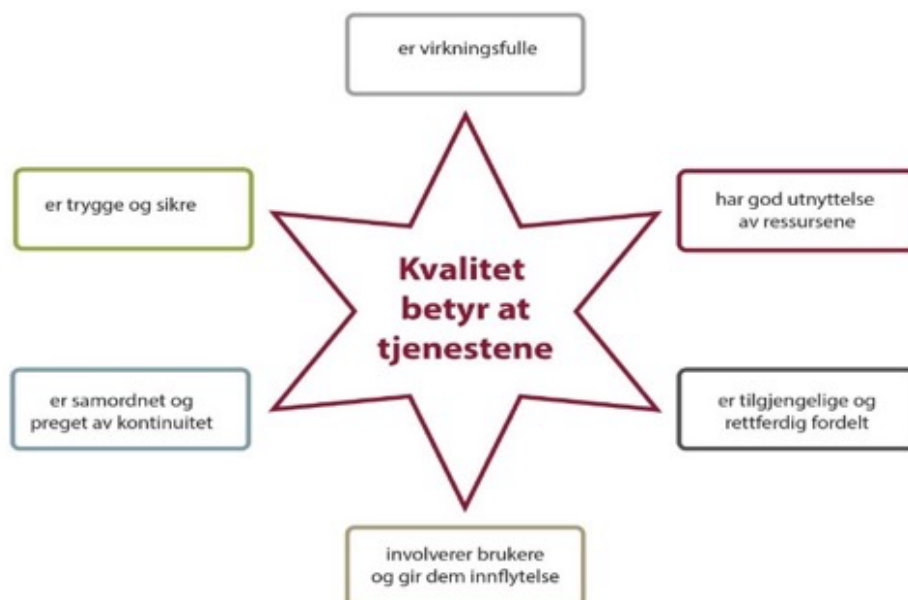 er virkningsfulle
er trygge og sikre
har god utnyttelse
av ressursene
Kvalitet
betyr at
tjenestene
er samordnet og
preget av kontinuitet
er tilgjengelige og
rettferdig fordelt
involverer brukere
og gir dem innflytelse